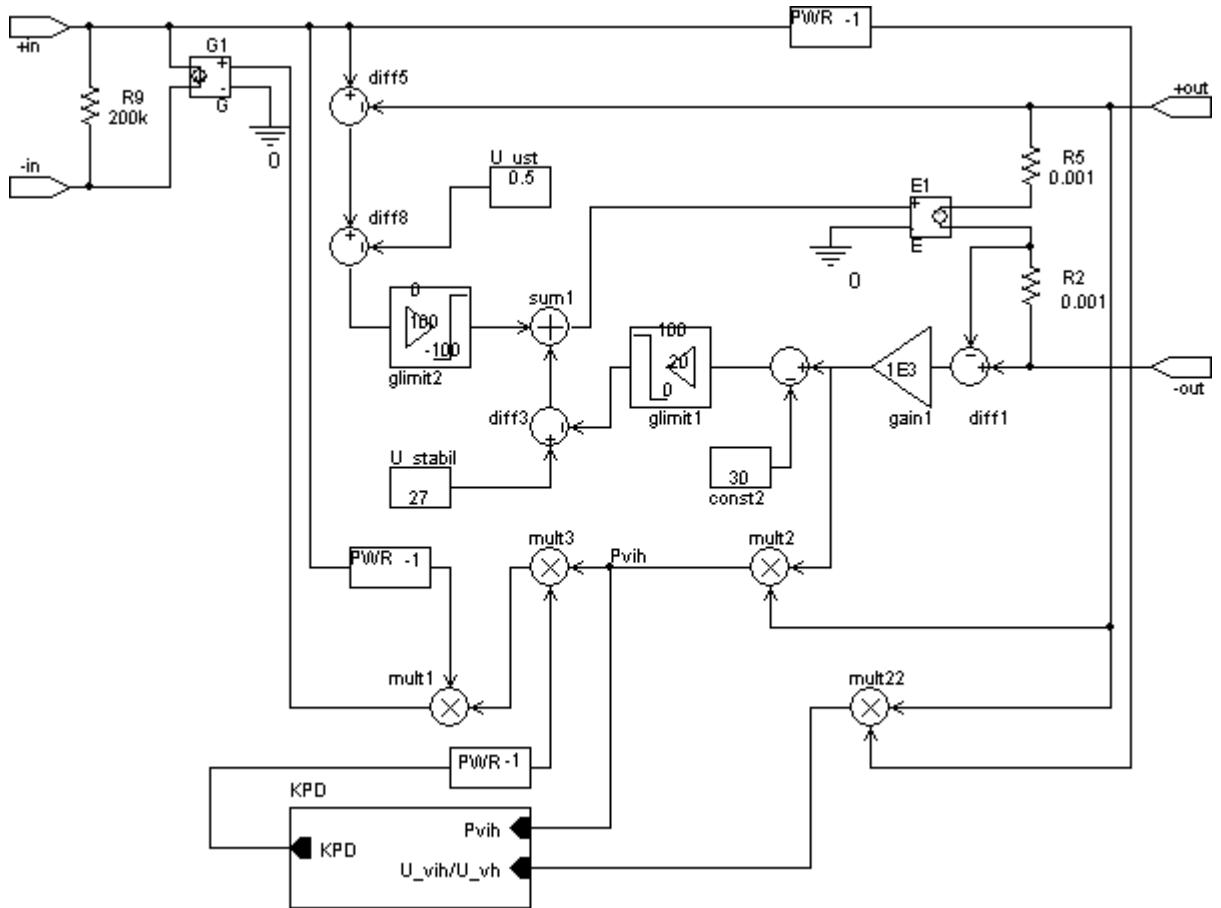 PWR -1
+in
G1
+
-
G
R9
200k
0
-in
diff5
+
-
+out
R5
0.001
U_ust
0.5
E1
+
-
E
0
diff8
+
-
R2
0.001
0
100
-100
glimit2
sum1
100
20
0
glimit1
+
-
1E3
gain1
-
+
diff1
-out
diff3
-
+
U_stabil
27
30
const2
PWR -1
mult3
Pvih
mult2
mult1
mult22
PWR -1
KPD
Pvih
KPD
U_vih/U_vh